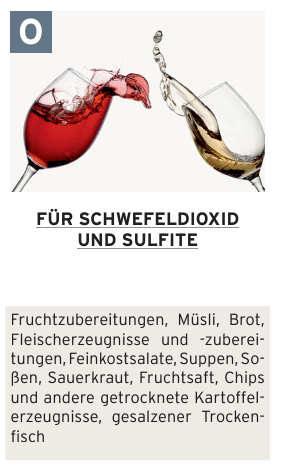 O
FÜR SCHWEFELDIOXID
UND SULFITE
Fruchtzubereitungen, Müsli, Brot,
Fleischerzeugnisse und -zuberei-
tungen, Feinkostsalate, Suppen, So-
ßen, Sauerkraut, Fruchtsaft, Chips
und andere getrocknete Kartoffel-
erzeugnisse, gesalzener Trocken-
fisch